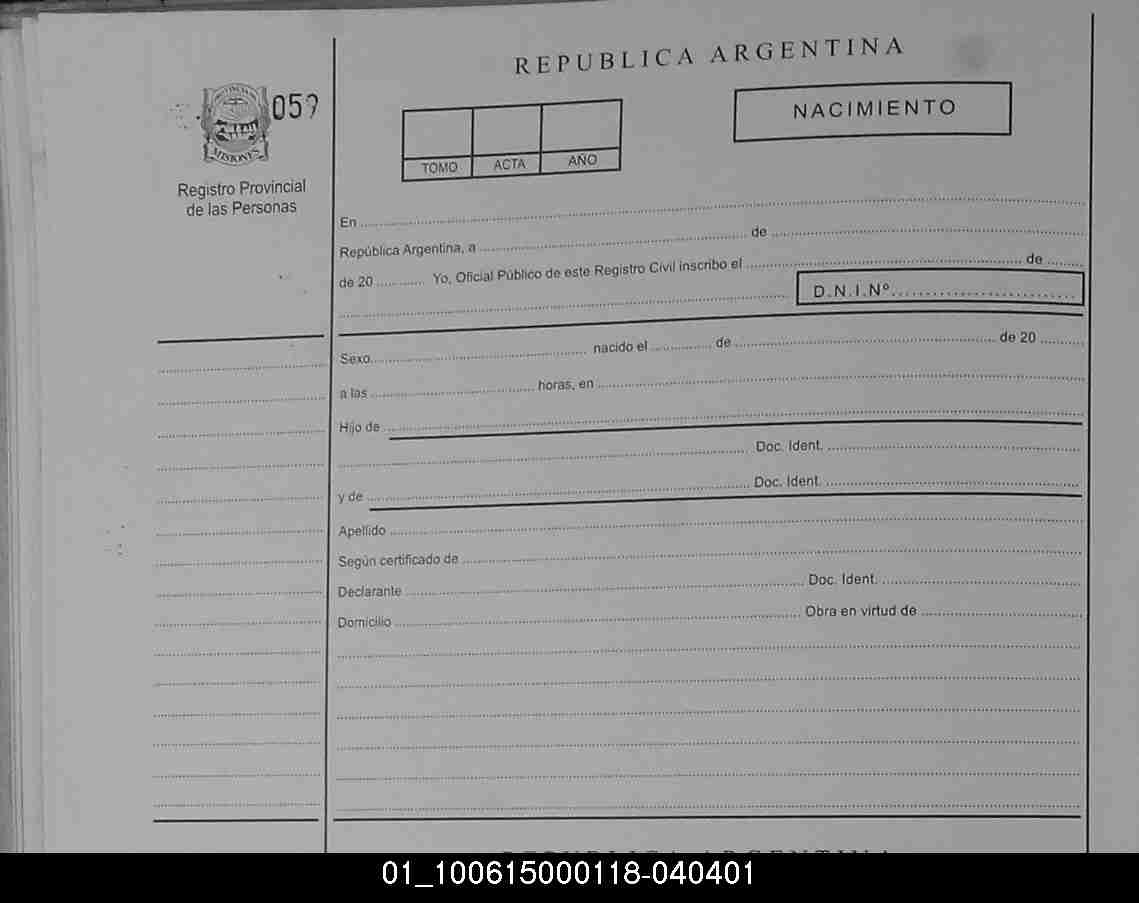 REPUBLICA ARGENTINA
059
NACIMIENTO
TOMO ACTA AÑO
MISIONES
Registro Provincial
de las Personas
En
República Argentina, a de
de 20 Yo, Oficial Público de este Registro Civil inscribo el de
D.N.I.Nº
Sexo nacido el de de 20
a las horas, en
Hijo de
Doc. Ident.
y de Doc. Ident.
Apellido
Según certificado de
Declarante Doc. Ident.
Domicilio Obra en virtud de
REPUBLICA ARGENTINA
01_100615000118-040401